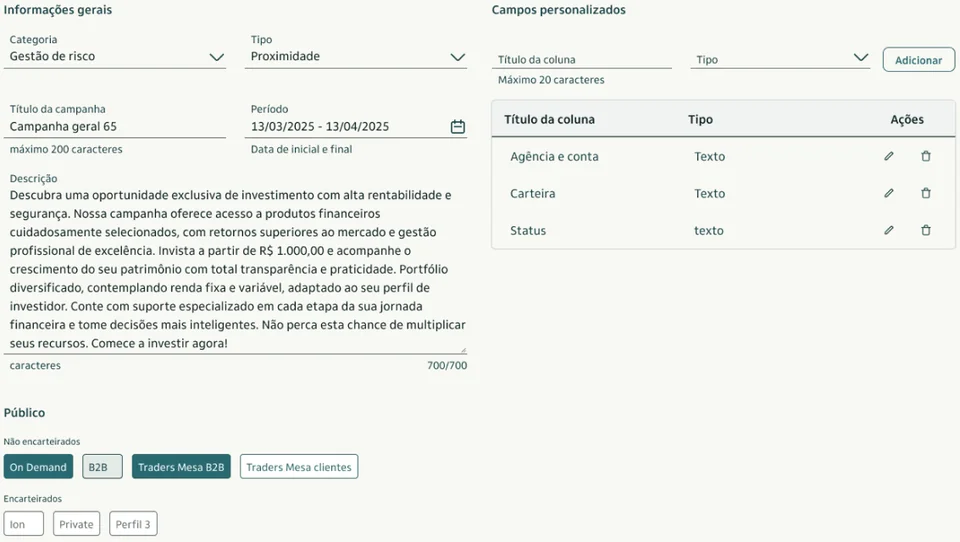 Informações gerais
Categoria
Gestão de risco
Tipo
Proximidade
Título da campanha
Campanha geral 65
máximo 200 caracteres
Período
13/03/2025 - 13/04/2025
Data de inicial e final
Descrição
Descubra uma oportunidade exclusiva de investimento com alta rentabilidade e
segurança. Nossa campanha oferece acesso a produtos financeiros
cuidadosamente selecionados, com retornos superiores ao mercado e gestão
profissional de excelência. Invista a partir de R$ 1.000,00 e acompanhe o
crescimento do seu patrimônio com total transparência e praticidade. Portfólio
diversificado, contemplando renda fixa e variável, adaptado ao seu perfil de
investidor. Conte com suporte especializado em cada etapa da sua jornada
financeira e tome decisões mais inteligentes. Não perca esta chance de multiplicar
seus recursos. Comece a investir agora!
caracteres 700/700
Público
Não encarteirados
On Demand B2B Traders Mesa B2B Traders Mesa clientes
Encarteirados
Ion Private Perfil 3
Campos personalizados
Título da coluna
Máximo 20 caracteres
Tipo
Adicionar
Título da coluna Tipo Ações
Agência e conta Texto
Carteira Texto
Status texto